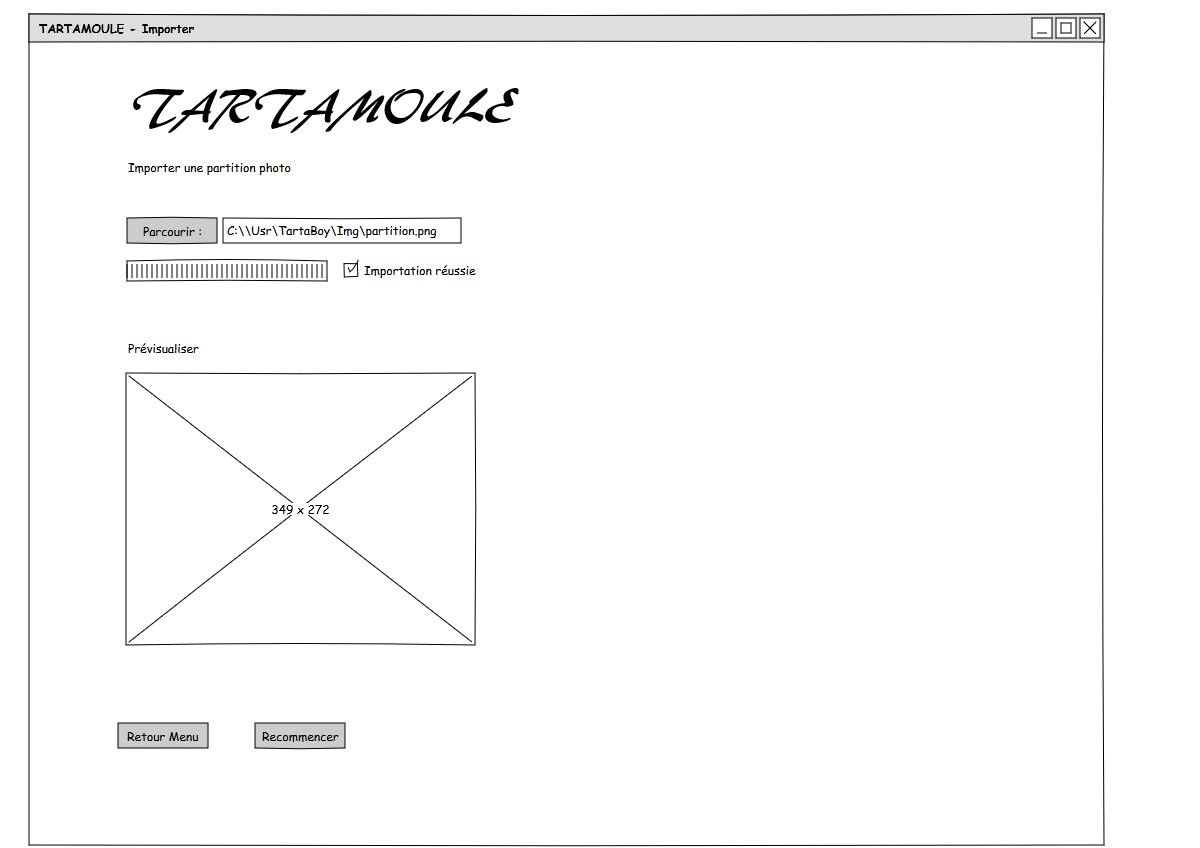 TARTAMOULE - Importer
TARTAMOULE
Importer une partition photo
Parcourir :
C:\\Usr\TartaBoy\Img\partition.png
Importation réussie
Prévisualiser
349 x 272
Retour Menu
Recommencer